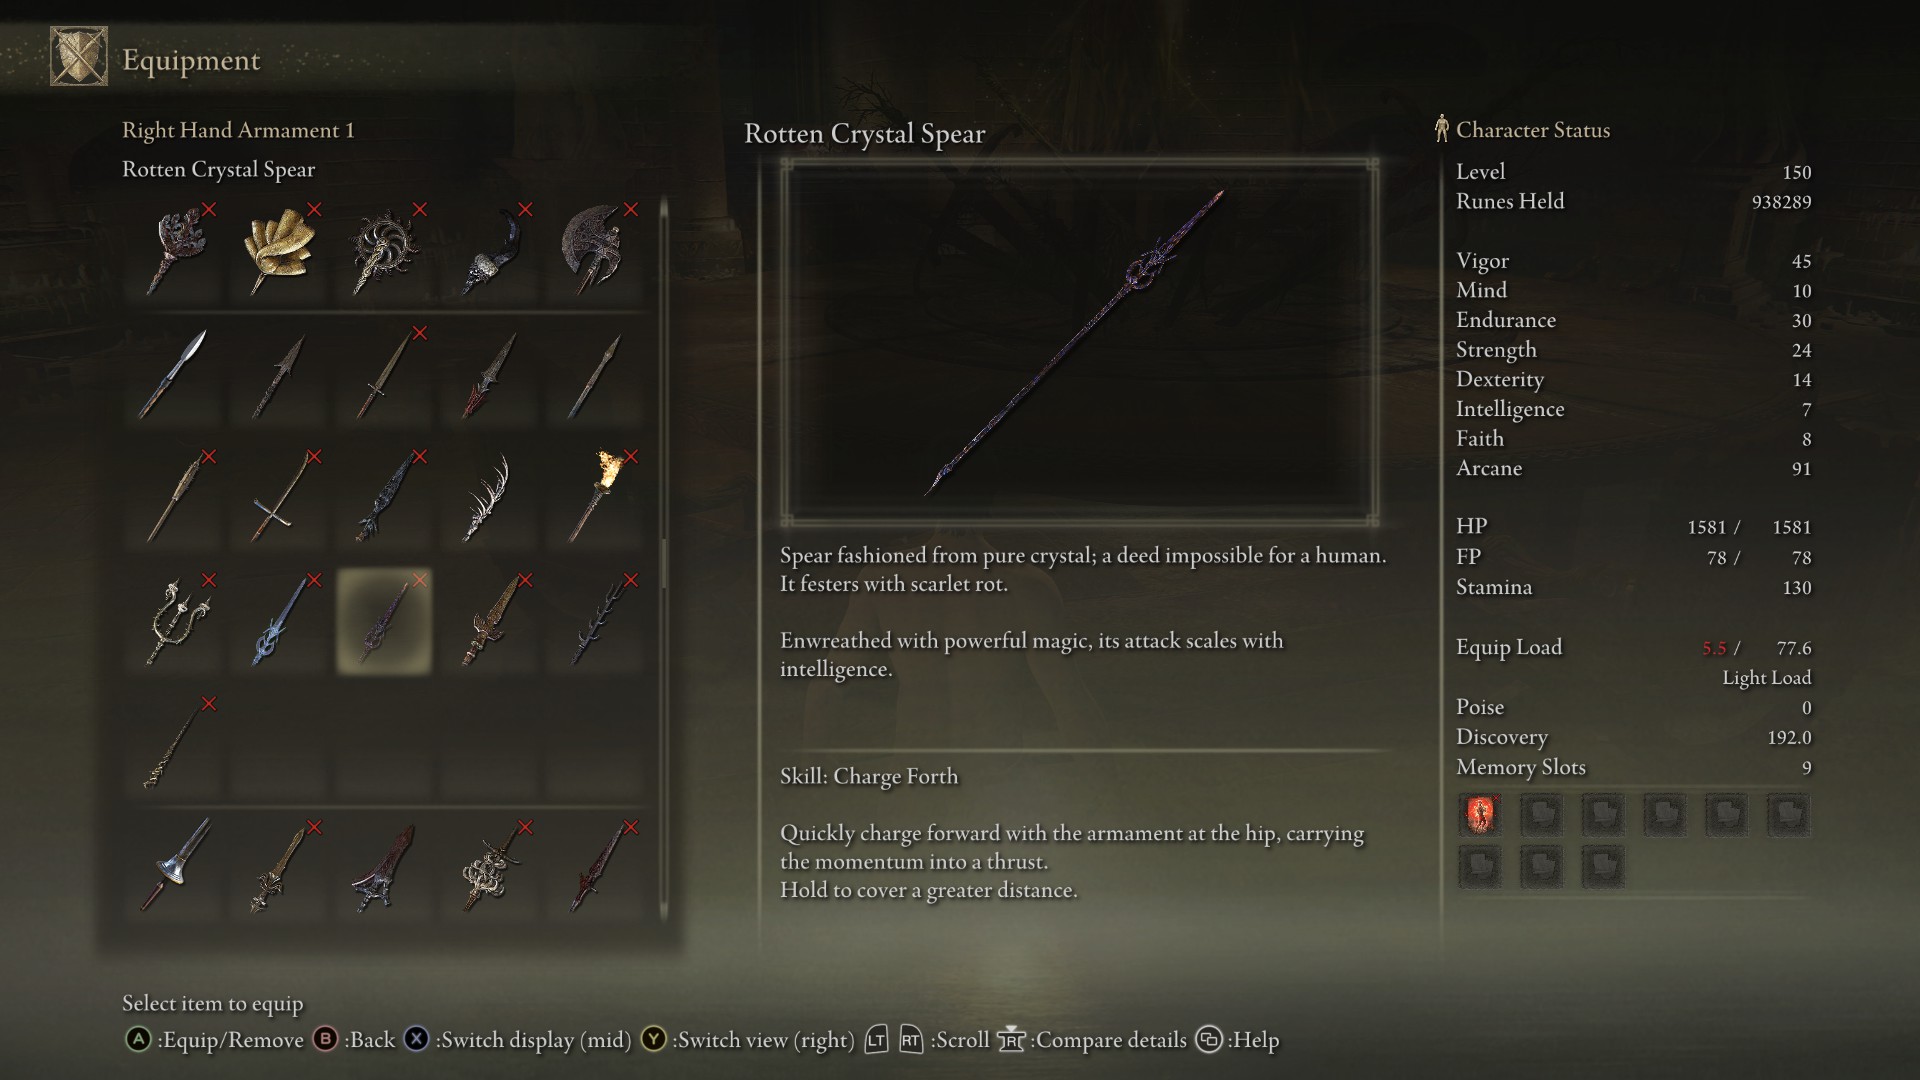 Equipment
Right Hand Armament 1
Rotten Crystal Spear
Rotten Crystal Spear
Spear fashioned from pure crystal; a deed impossible for a human.
It festers with scarlet rot.
Enwreathed with powerful magic, its attack scales with
intelligence.
Skill: Charge Forth
Quickly charge forward with the armament at the hip, carrying
the momentum into a thrust.
Hold to cover a greater distance.
Character Status
Level 150
Runes Held 938289
Vigor 45
Mind 10
Endurance 30
Strength 24
Dexterity 14
Intelligence 7
Faith 8
Arcane 91
HP 1581 / 1581
FP 78 / 78
Stamina 130
Equip Load 5.5 / 77.6
Light Load
Poise 0
Discovery 192.0
Memory Slots 9
Select item to equip
A :Equip/Remove B :Back X :Switch display (mid) Y :Switch view (right) LT RT :Scroll R :Compare details :Help